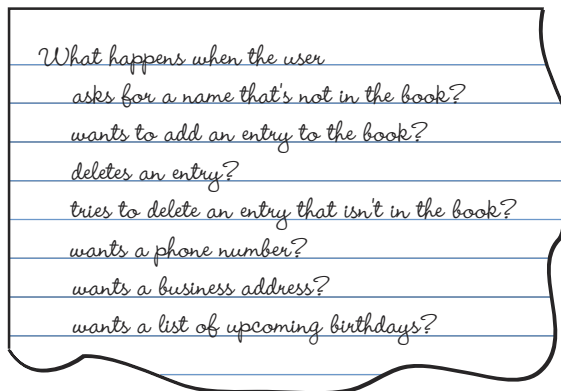 What happens when the user
asks for a name that's not in the book?
wants to add an entry to the book?
deletes an entry?
tries to delete an entry that isn't in the book?
wants a phone number?
wants a business address?
wants a list of upcoming birthdays?